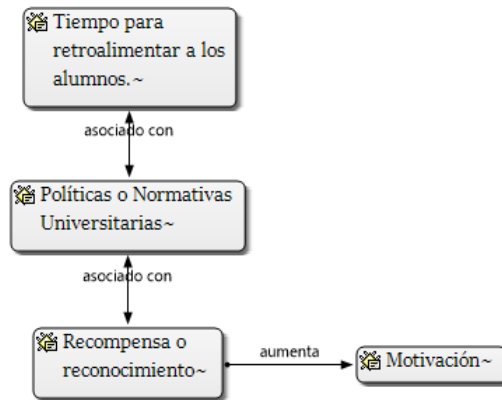 Tiempo para
retroalimentar a los
alumnos.~
asociado con
Políticas o Normativas
Universitarias~
asociado con
Recompensa o
reconocimiento~
aumenta
Motivación~